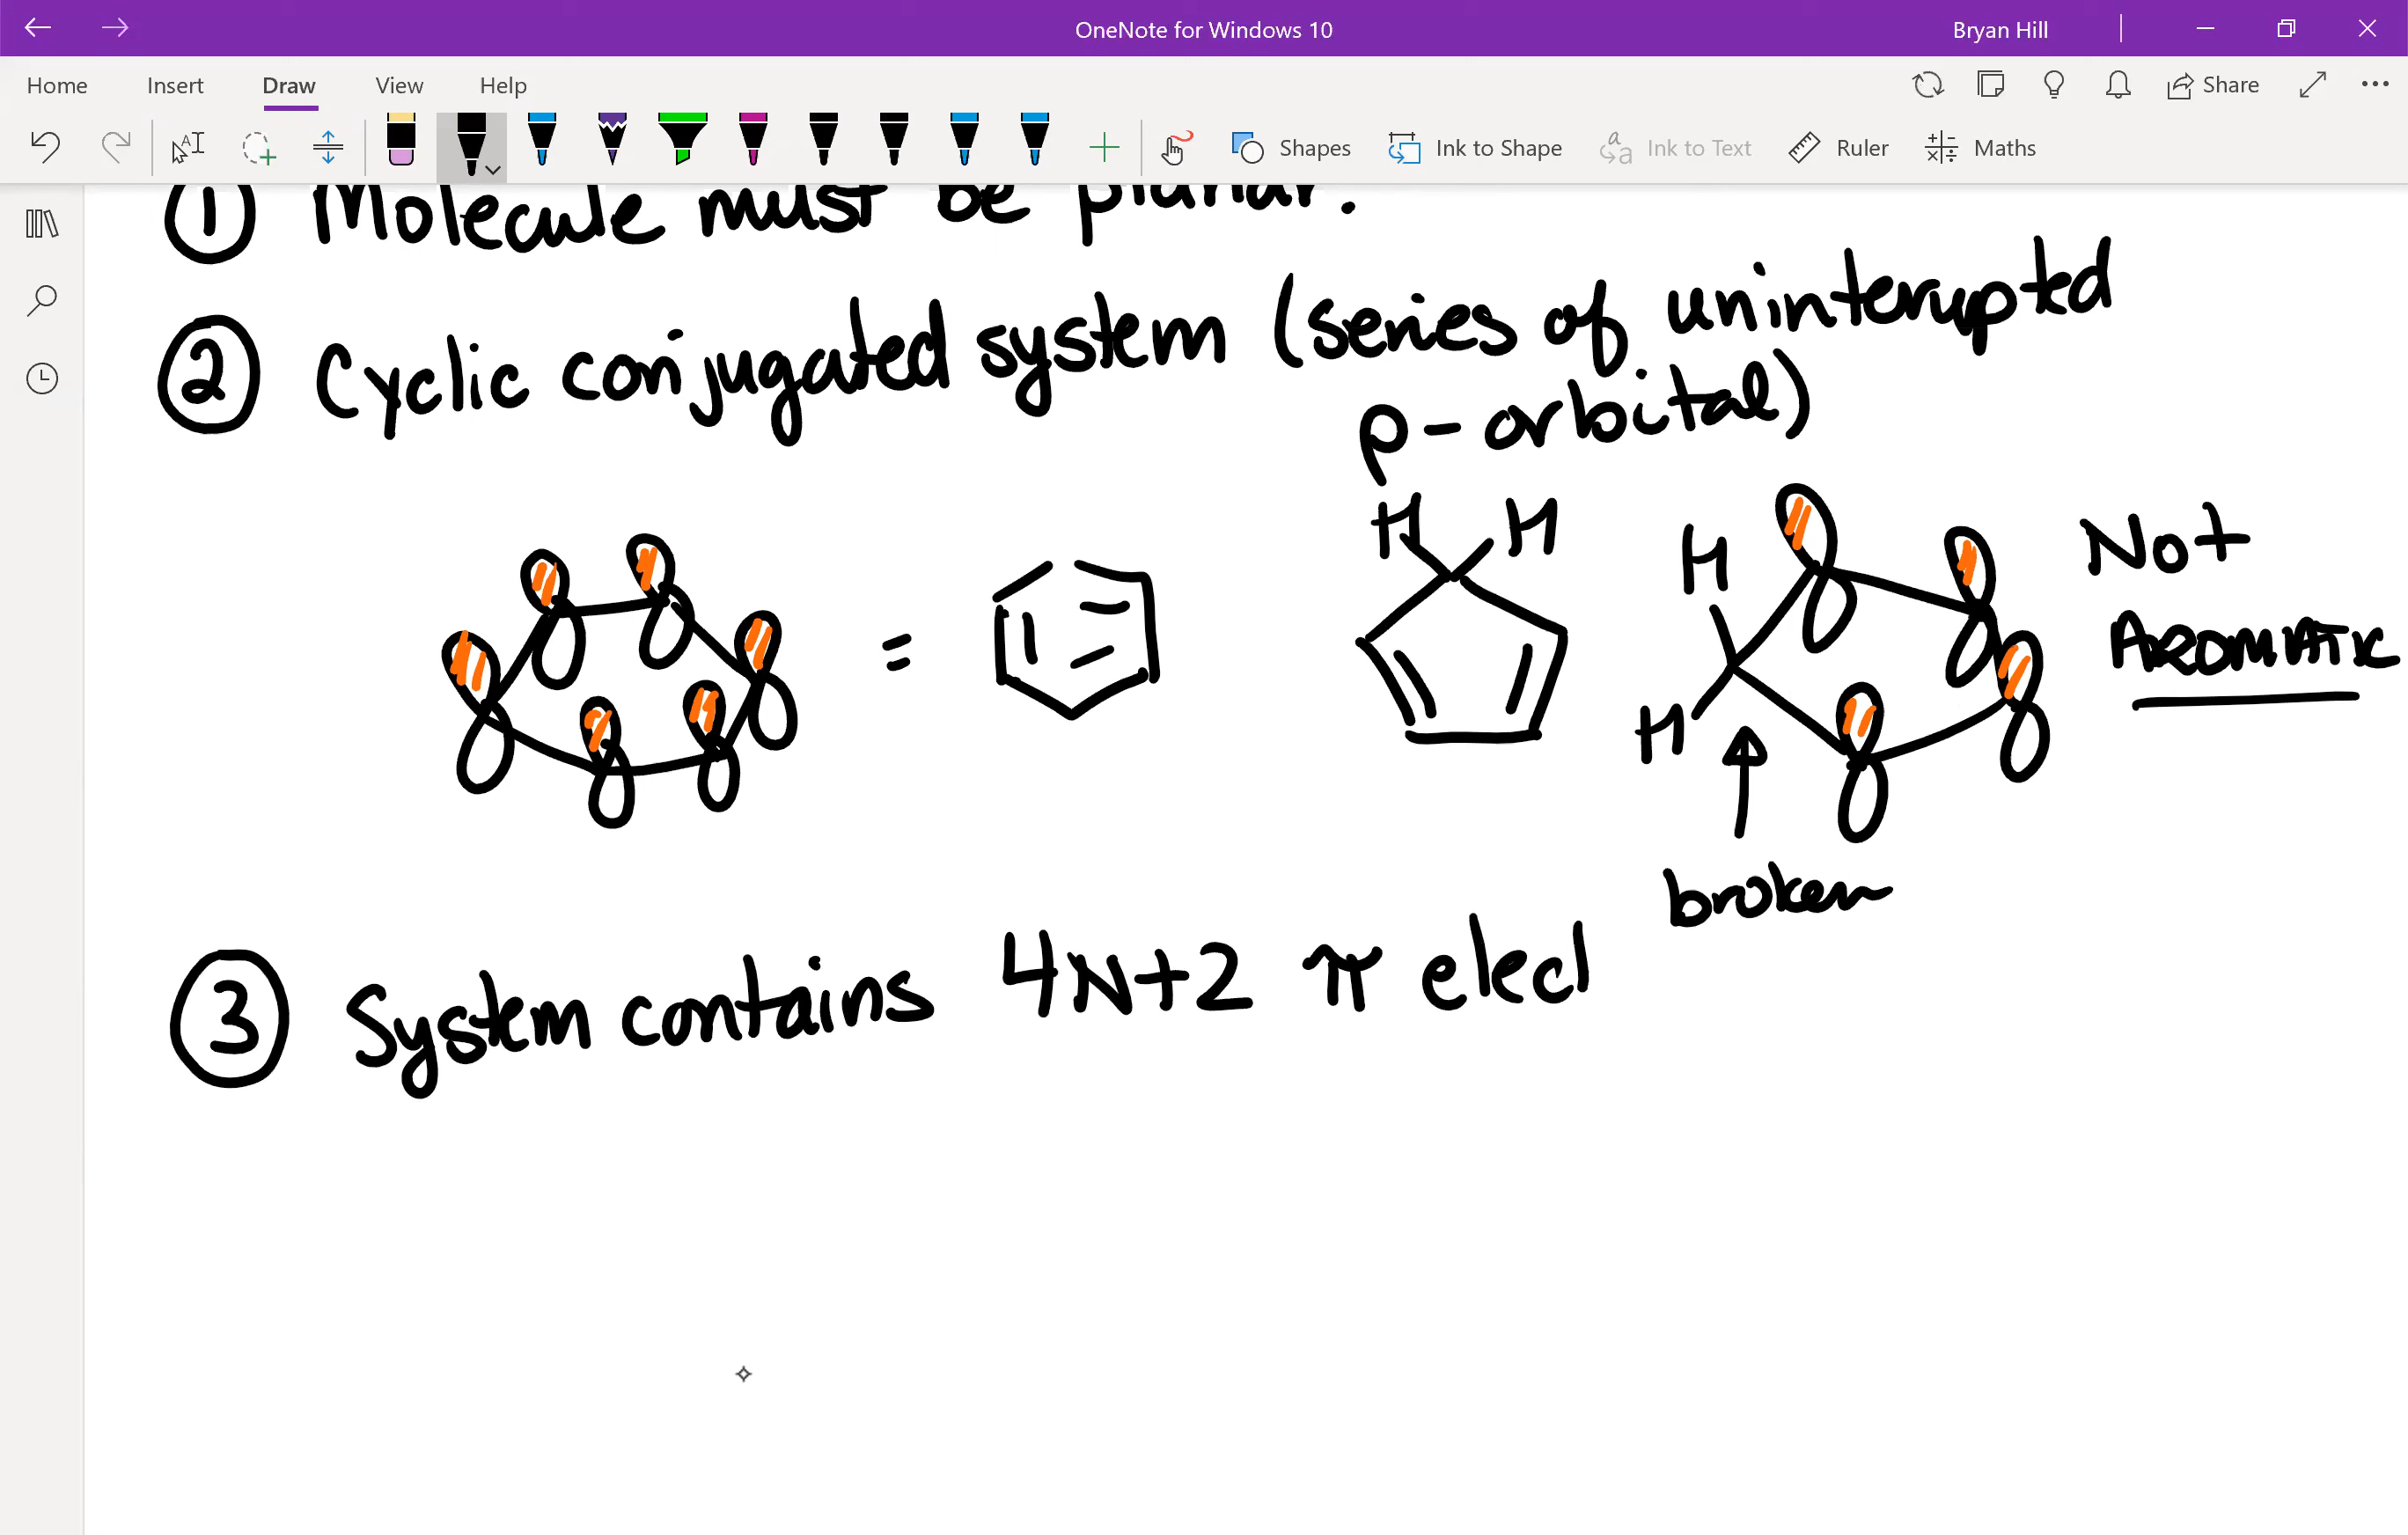 OneNote for Windows 10
Bryan Hill
Home Insert Draw View Help
Share
Shapes Ink to Shape Ink to Text Ruler Maths
1 Molecule must be planar.
2 Cyclic conjugated system (series of uninterupted
p-orbital)
H H
H
H
=
Not
Aromatic
broken
3 System contains 4N+2 π elect